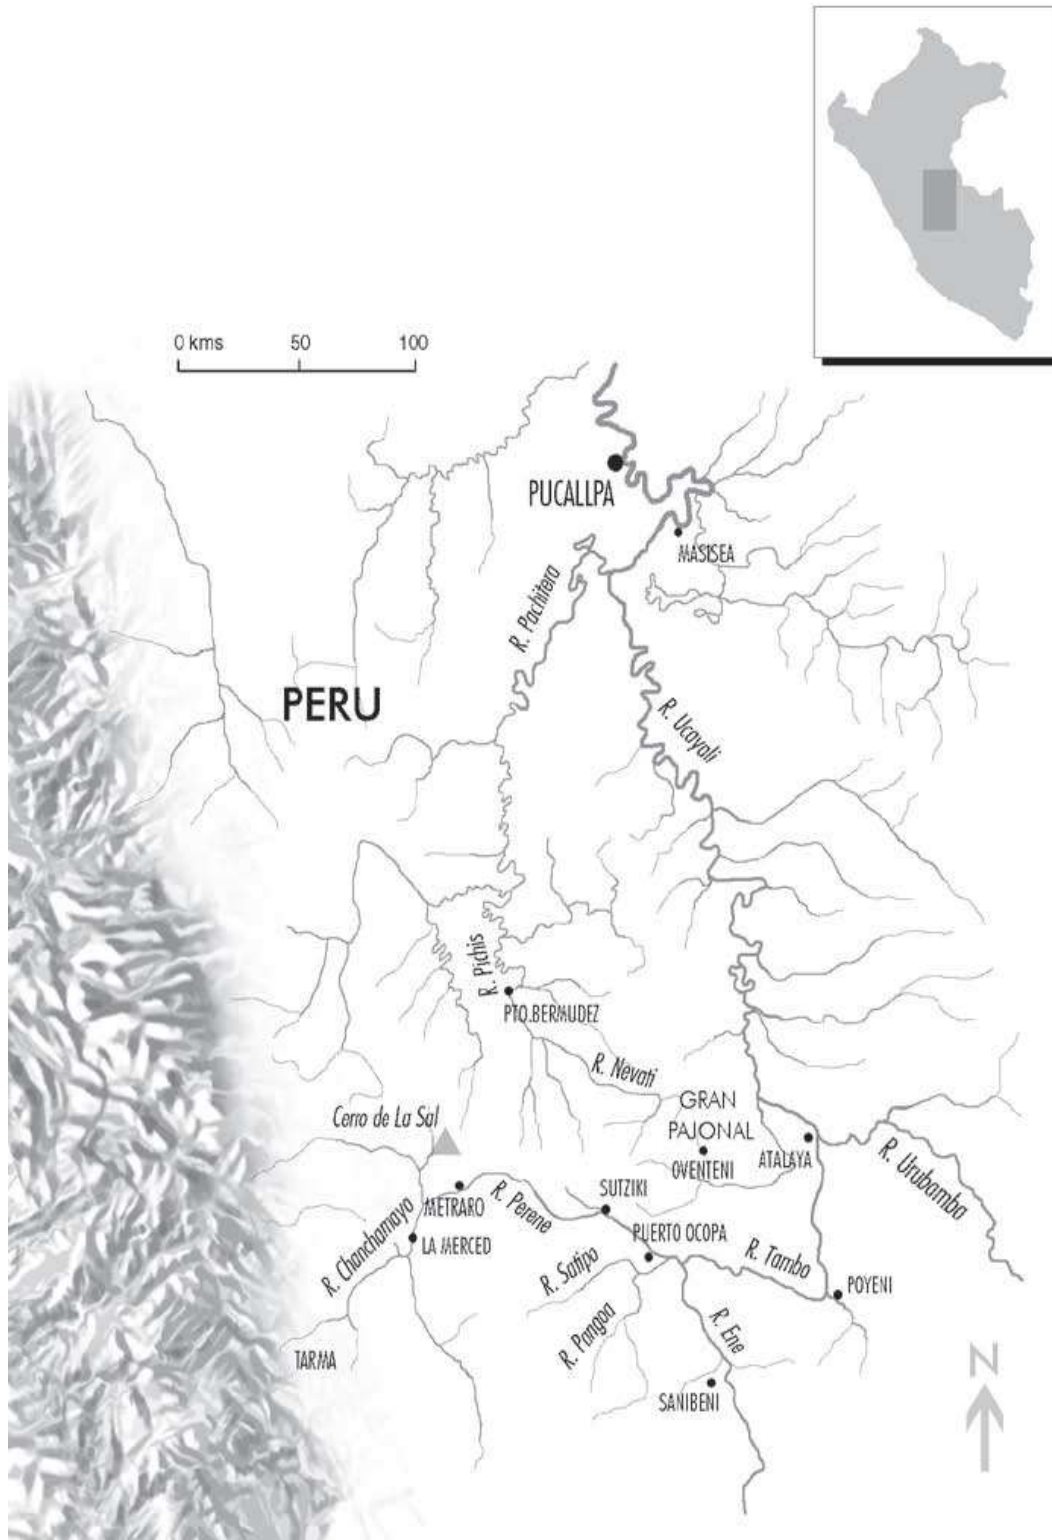 0 kms 50 100
PUCALLPA
MASISEA
R. Pachitera
PERU
R. Ucayali
R. Pichis
PTO.BERMUDEZ
R. Nevati
GRAN
PAJONAL
Cerro de La Sal
OVENTENI
ATALAYA
R. Urubamba
METRARO
R. Perene
SUTZIKI
R. Chanchamayo
LA MERCED
PUERTO OCOPA
R. Satipo
R. Tambo
POYENI
R. Pangoa
R. Ene
TARMA
SANIBENI
N